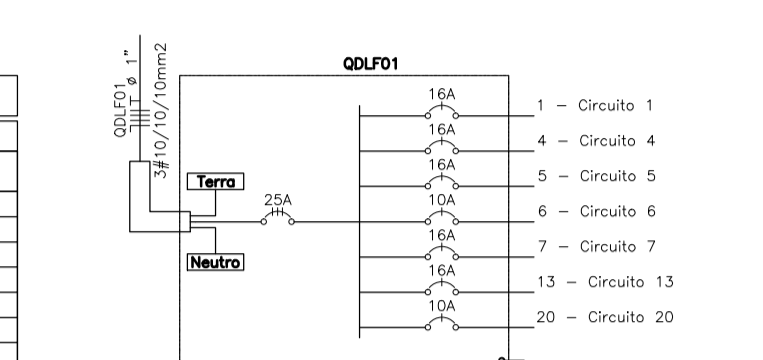 QDLF01
QDLF01 ø 1"
3#10/10/10mm2
Terra
25A
Neutro
16A
1 - Circuito 1
16A
4 - Circuito 4
16A
5 - Circuito 5
10A
6 - Circuito 6
16A
7 - Circuito 7
16A
13 - Circuito 13
10A
20 - Circuito 20